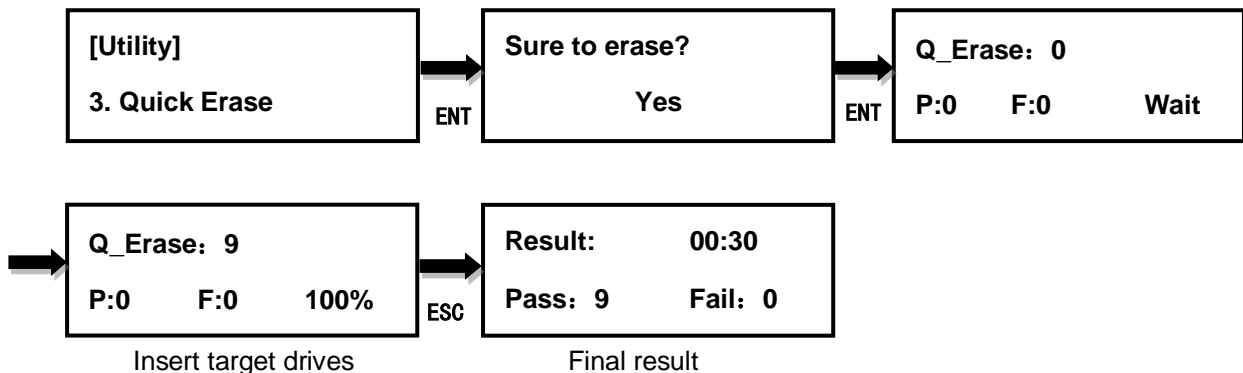 [Utility]
3. Quick Erase
ENT
Sure to erase?
Yes
ENT
Q_Erase：0
P:0 F:0 Wait
Q_Erase：9
P:0 F:0 100%
Insert target drives
ESC
Result: 00:30
Pass：9 Fail：0
Final result